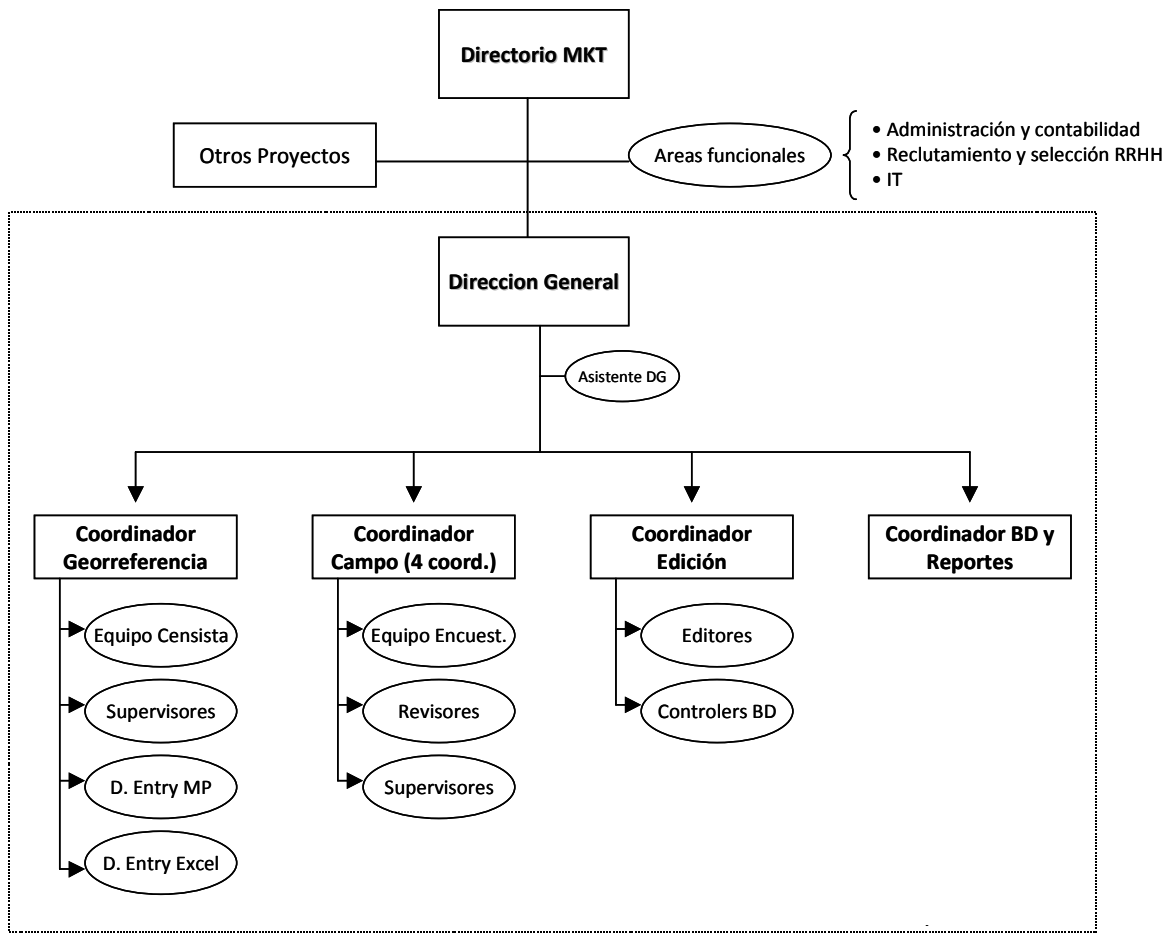 Directorio MKT
Otros Proyectos
Areas funcionales
• Administración y contabilidad
• Reclutamiento y selección RRHH
• IT
Direccion General
Asistente DG
Coordinador
Georreferencia
Equipo Censista
Supervisores
D. Entry MP
D. Entry Excel
Coordinador
Campo (4 coord.)
Equipo Encuest.
Revisores
Supervisores
Coordinador
Edición
Editores
Controlers BD
Coordinador BD y
Reportes